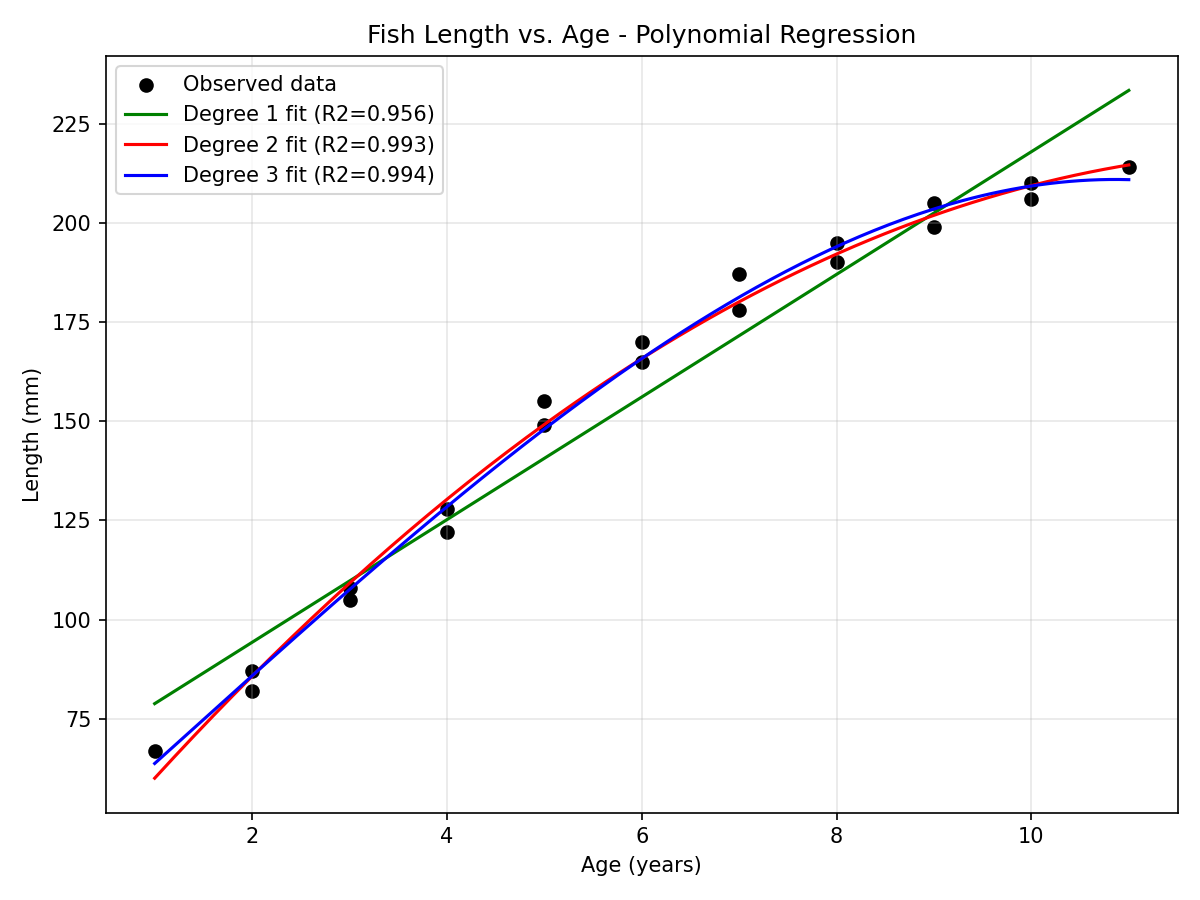 Fish Length vs. Age - Polynomial Regression
Observed data
Degree 1 fit (R2=0.956)
Degree 2 fit (R2=0.993)
Degree 3 fit (R2=0.994)
225
200
175
150
125
100
75
Length (mm)
2 4 6 8 10
Age (years)